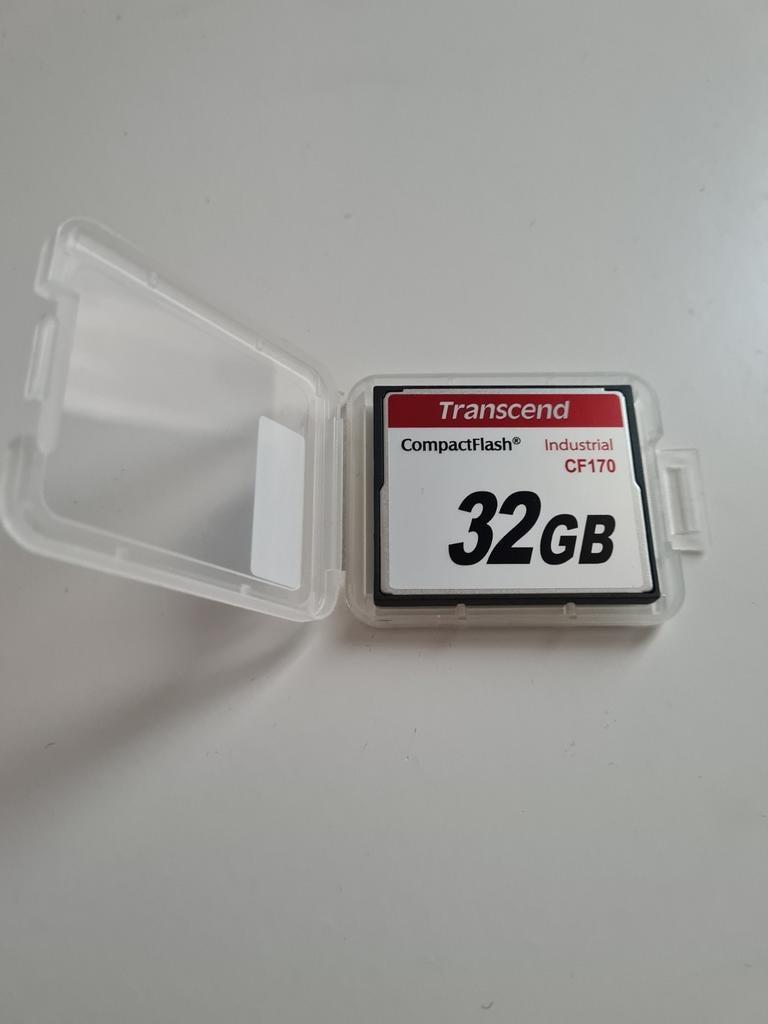 Transcend
CompactFlash® Industrial
CF170
32GB